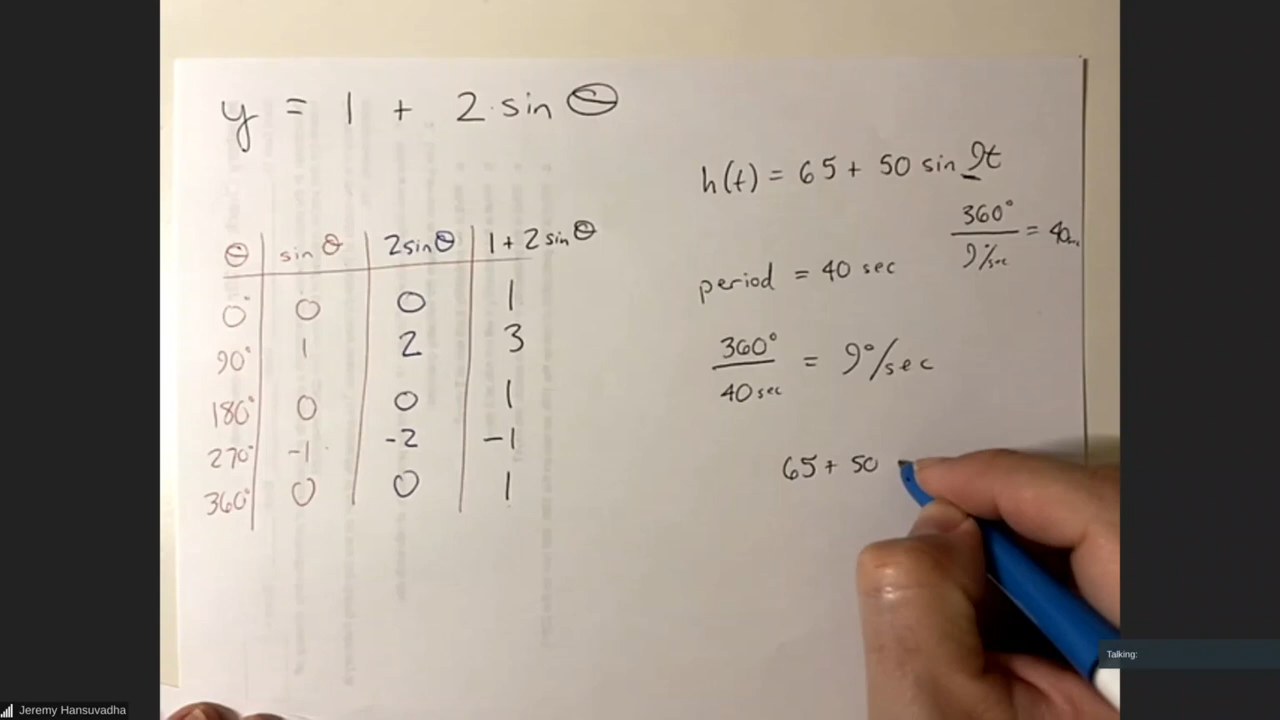 y = 1 + 2·sin Θ
θ | sin θ | 2sinθ | 1 + 2 sin θ
0° 0 0 1
90° 1 2 3
180° 0 0 1
270° -1 -2 -1
360° 0 0 1
h(t) = 65 + 50 sin 9t
360°
9°/sec
= 40
period = 40 sec
360°
40 sec
= 9°/sec
65 + 50
Talking:
Jeremy Hansuvadha